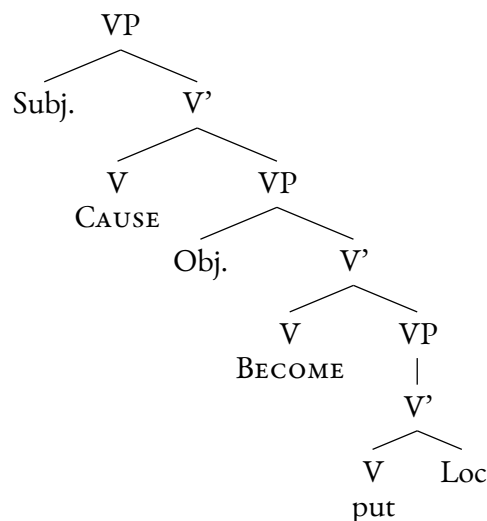 VP
Subj. V’
V VP
CAUSE
Obj. V’
V VP
BECOME
V’
V Loc
put